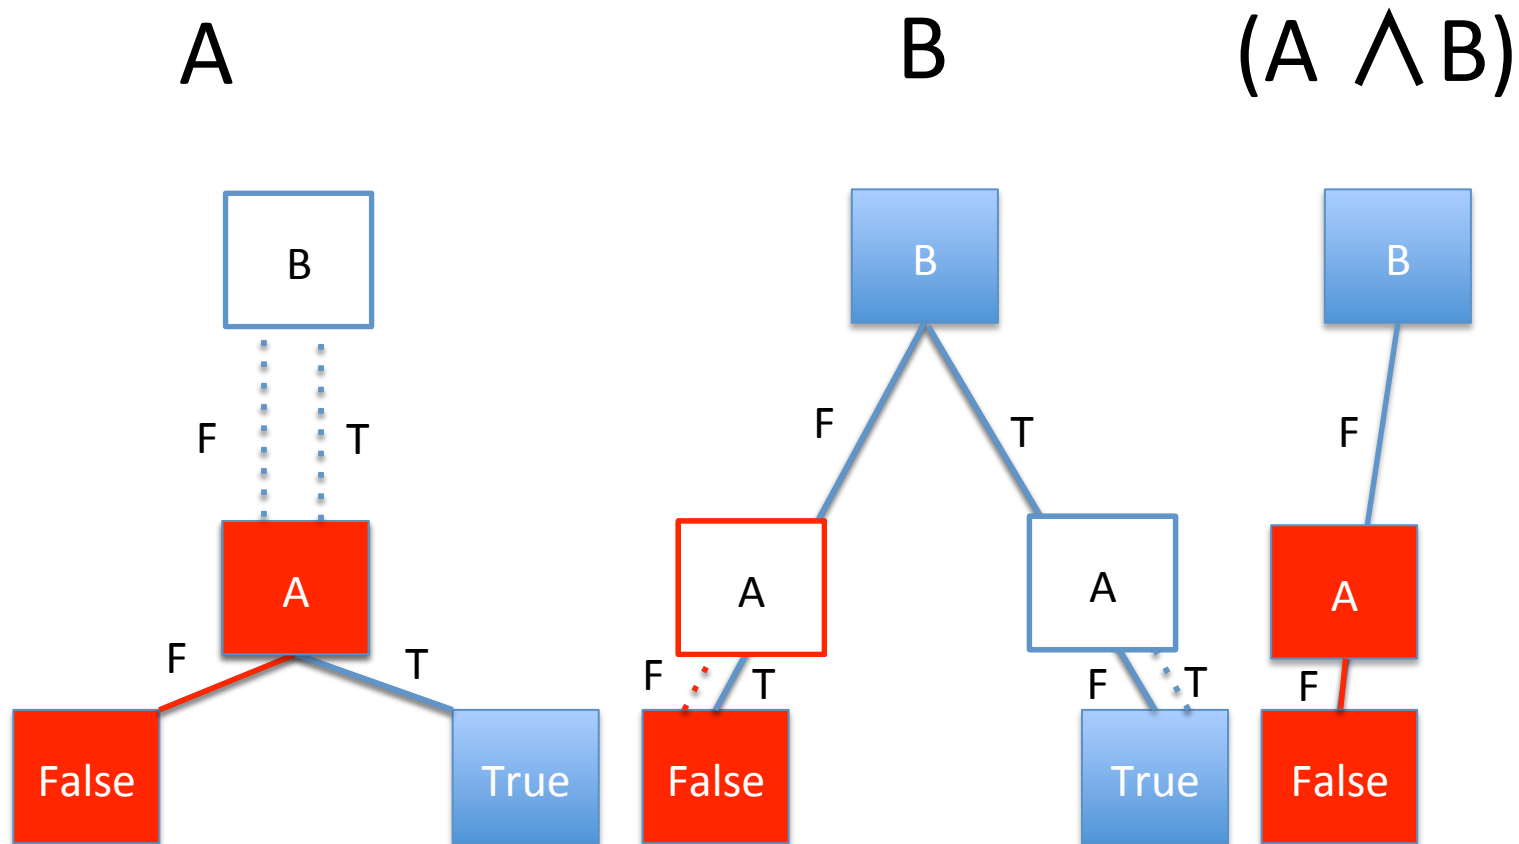 A B (A ∧ B)
B B B
F T F T F
A A A A
F T F T F T F
False True False True False